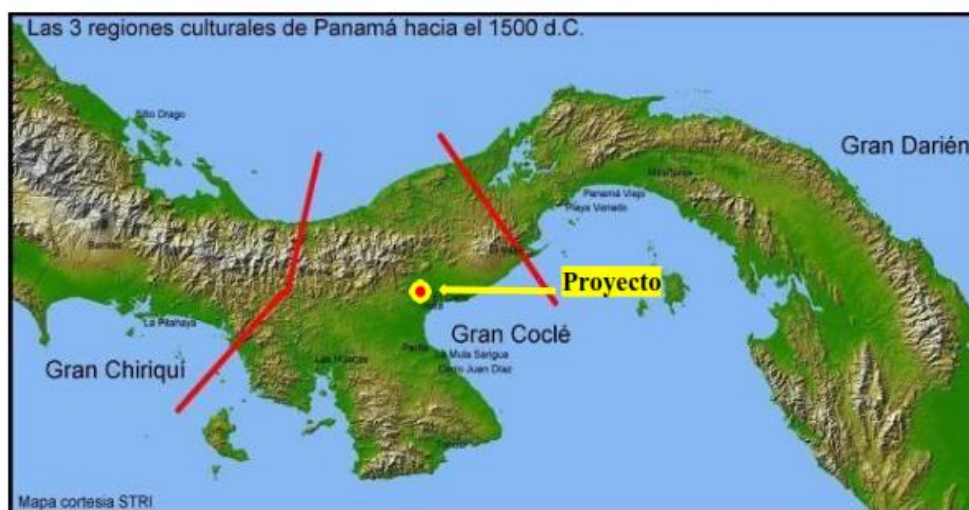 Las 3 regiones culturales de Panamá hacia el 1500 d.C.
Sitio Drago
Gran Darién
Miraflores
Panamá Viejo
Playa Venado
Barriles
Proyecto
La Pitahaya
Gran Coclé
Gran Chiriquí
Las Huacas
Parita
La Mula Sarigua
Cerro Juan Díaz
Mapa cortesia STRI